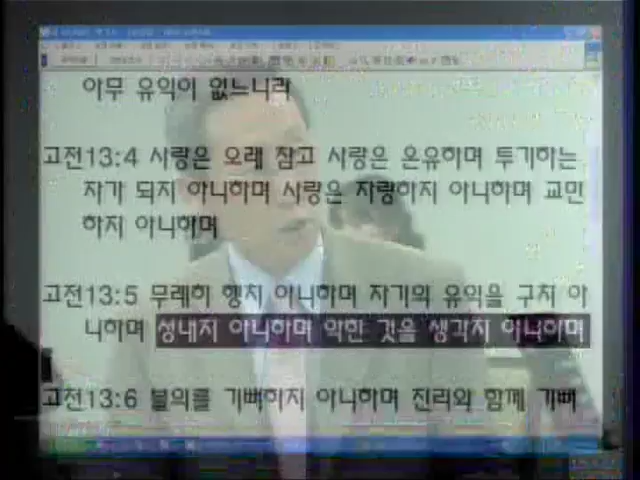 아무 유익이 없느니라
고전13:4 사랑은 오래 참고 사랑은 온유하며 투기하는
자가 되지 아니하며 사랑은 자랑하지 아니하며 교만
하지 아니하며
고전13:5 무례히 행치 아니하며 자기의 유익을 구치 아
니하며 성내지 아니하며 악한 것을 생각지 아니하며
고전13:6 불의를 기뻐하지 아니하며 진리와 함께 기뻐